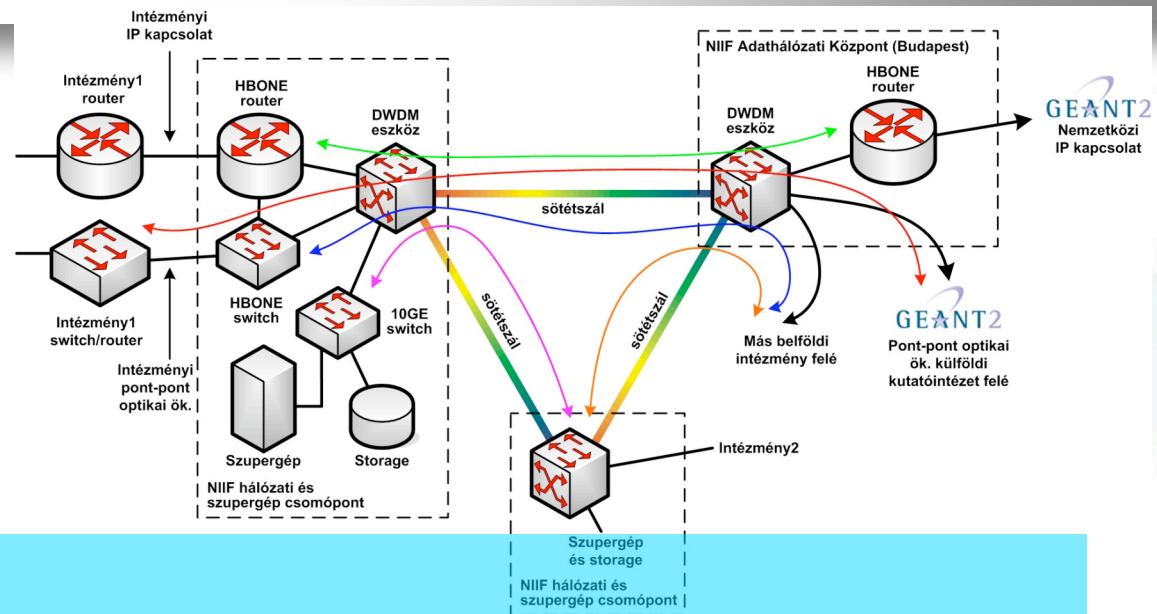 Intézményi
IP kapcsolat
Intézmény1
router
HBONE
router
DWDM
eszköz
NIIF Adathálózati Központ (Budapest)
HBONE
router
DWDM
eszköz
GEANT2
Nemzetközi
IP kapcsolat
sötétszál
HBONE
switch
10GE
switch
sötétszál
sötétszál
Intézmény1
switch/router
Intézményi
pont-pont
optikai ök.
Más belföldi
intézmény felé
GEANT2
Pont-pont optikai
ök. külföldi
kutatóintézet felé
Szupergép
Storage
NIIF hálózati és
szupergép csomópont
Intézmény2
Szupergép
és storage
NIIF hálózati és
szupergép csomópont